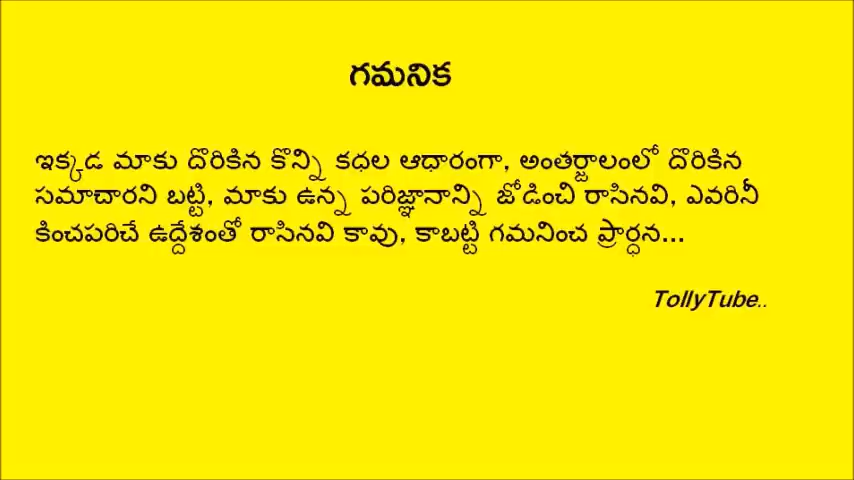 గమనిక
ఇక్కడ మాకు దొరికిన కొన్ని కధల ఆధారంగా, అంతర్జాలంలో దొరికిన
సమాచారని బట్టి, మాకు ఉన్న పరిజ్ఞానాన్ని జోడించి రాసినవి, ఎవరినీ
కించపరిచే ఉద్దేశంతో రాసినవి కావు, కాబట్టి గమనించ ప్రార్ధన...
TollyTube..